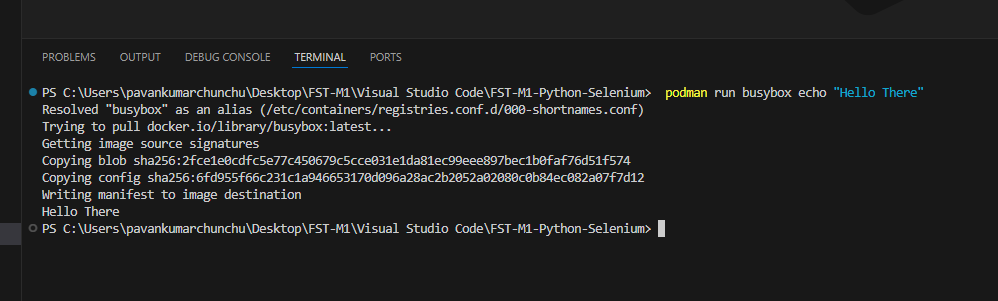 PROBLEMS OUTPUT DEBUG CONSOLE TERMINAL PORTS
PS C:\Users\pavankumarchunchu\Desktop\FST-M1\Visual Studio Code\FST-M1-Python-Selenium> podman run busybox echo "Hello There"
Resolved "busybox" as an alias (/etc/containers/registries.conf.d/000-shortnames.conf)
Trying to pull docker.io/library/busybox:latest...
Getting image source signatures
Copying blob sha256:2fce1e0cdfc5e77c450679c5cce031e1da81ec99eee897bec1b0faf76d51f574
Copying config sha256:6fd955f66c231c1a946653170d096a28ac2b2052a02080c0b84ec082a07f7d12
Writing manifest to image destination
Hello There
PS C:\Users\pavankumarchunchu\Desktop\FST-M1\Visual Studio Code\FST-M1-Python-Selenium>